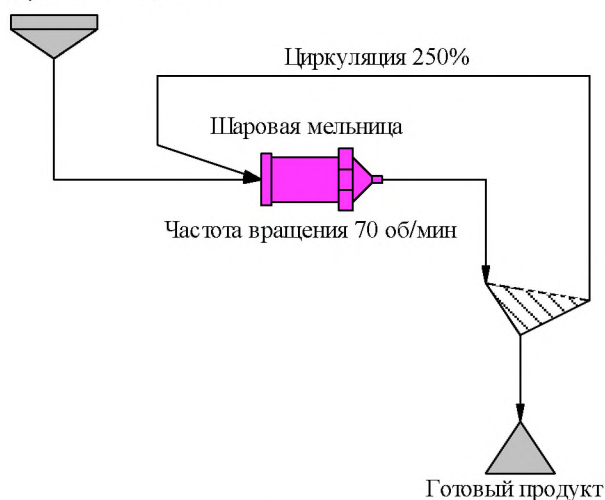 Циркуляция 250%
Шаровая мельница
Частота вращения 70 об/мин
Готовый продукт